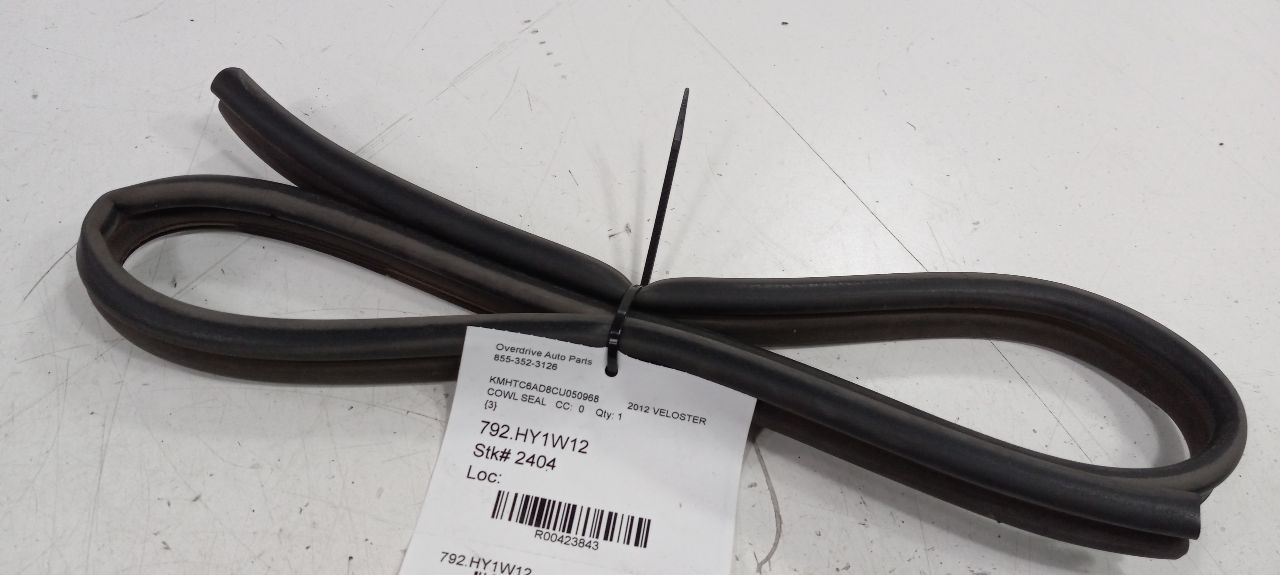 Overdrive Auto Parts
855-352-3126
KMHTC6AD8CU050968 2012 VELOSTER
COWL SEAL CC: 0 Qty: 1
(3)
792.HY1W12
Stk# 2404
Loc:
R00423843
792.HY1W12